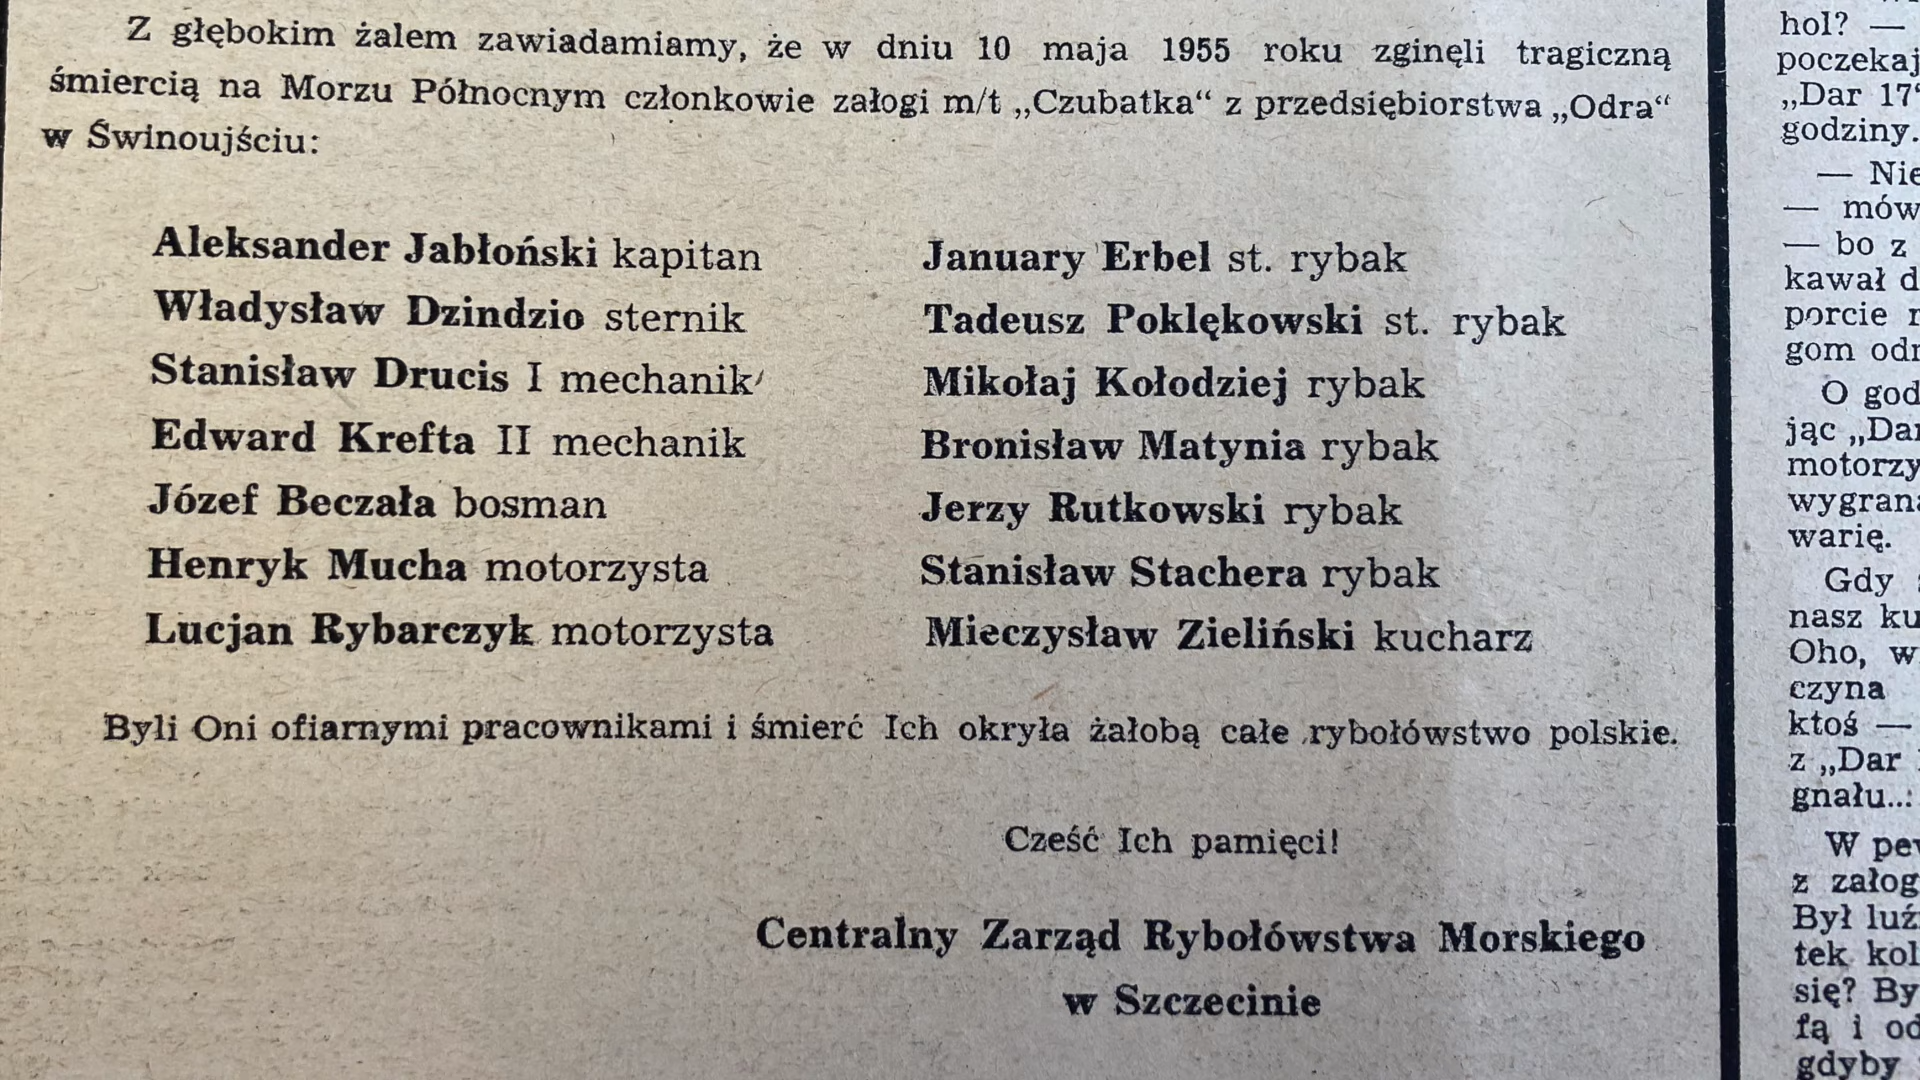 Z głębokim żalem zawiadamiamy, że w dniu 10 maja 1955 roku zginęli tragiczną
śmiercią na Morzu Północnym członkowie załogi m/t „Czubatka“ z przedsiębiorstwa „Odra“
w Świnoujściu:
Aleksander Jabłoński kapitan
Władysław Dzindzio sternik
Stanisław Drucis I mechanik
Edward Krefta II mechanik
Józef Beczała bosman
Henryk Mucha motorzysta
Lucjan Rybarczyk motorzysta
January Erbel st. rybak
Tadeusz Poklękowski st. rybak
Mikołaj Kołodziej rybak
Bronisław Matynia rybak
Jerzy Rutkowski rybak
Stanisław Stachera rybak
Mieczysław Zieliński kucharz
Byli Oni ofiarnymi pracownikami i śmierć Ich okryła żałobą całe rybołówstwo polskie.
Cześć Ich pamięci!
Centralny Zarząd Rybołówstwa Morskiego
w Szczecinie
hol? —
poczekaj
„Dar 17“
godziny.
— Nie
— mów
— bo z
kawał d
porcie
gom odr
O god
jąc „Dar
motorzy
wygrana
warię.
Gdy
nasz ku
Oho, w
czyna
ktoś —
z „Dar
gnału...
W pew
z załog
Był luź
tek kol
się? By
fą i od
gdyby